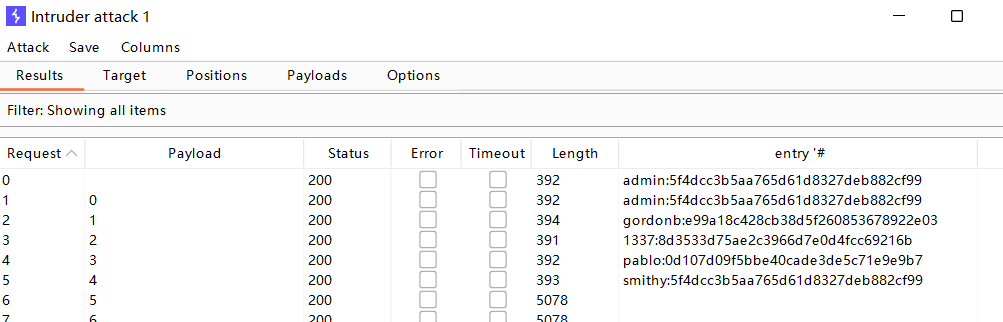 Intruder attack 1
Attack Save Columns
Results Target Positions Payloads Options
Filter: Showing all items
Request Payload Status Error Timeout Length entry '#
0 200 392 admin:5f4dcc3b5aa765d61d8327deb882cf99
1 0 200 392 admin:5f4dcc3b5aa765d61d8327deb882cf99
2 1 200 394 gordonb:e99a18c428cb38d5f260853678922e03
3 2 200 391 1337:8d3533d75ae2c3966d7e0d4fcc69216b
4 3 200 392 pablo:0d107d09f5bbe40cade3de5c71e9e9b7
5 4 200 393 smithy:5f4dcc3b5aa765d61d8327deb882cf99
6 5 200 5078
7 6 200 5078